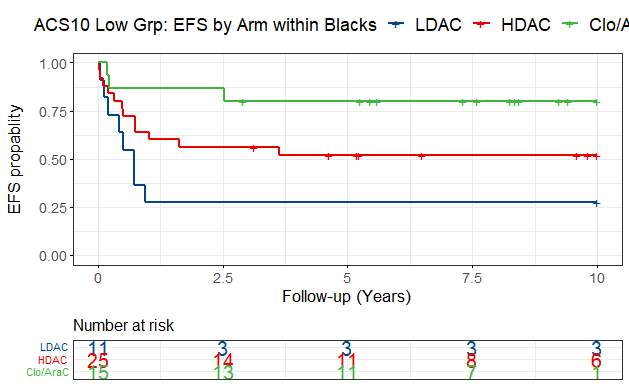 ACS10 Low Grp: EFS by Arm within Blacks LDAC HDAC Clo/A
1.00
0.75
0.50
0.25
0.00
EFS propablity
0 2.5 5 7.5 10
Follow-up (Years)
Number at risk
LDAC 11 3 3 3 3
HDAC 25 14 11 8 6
Clo/AraC 15 13 11 7 1